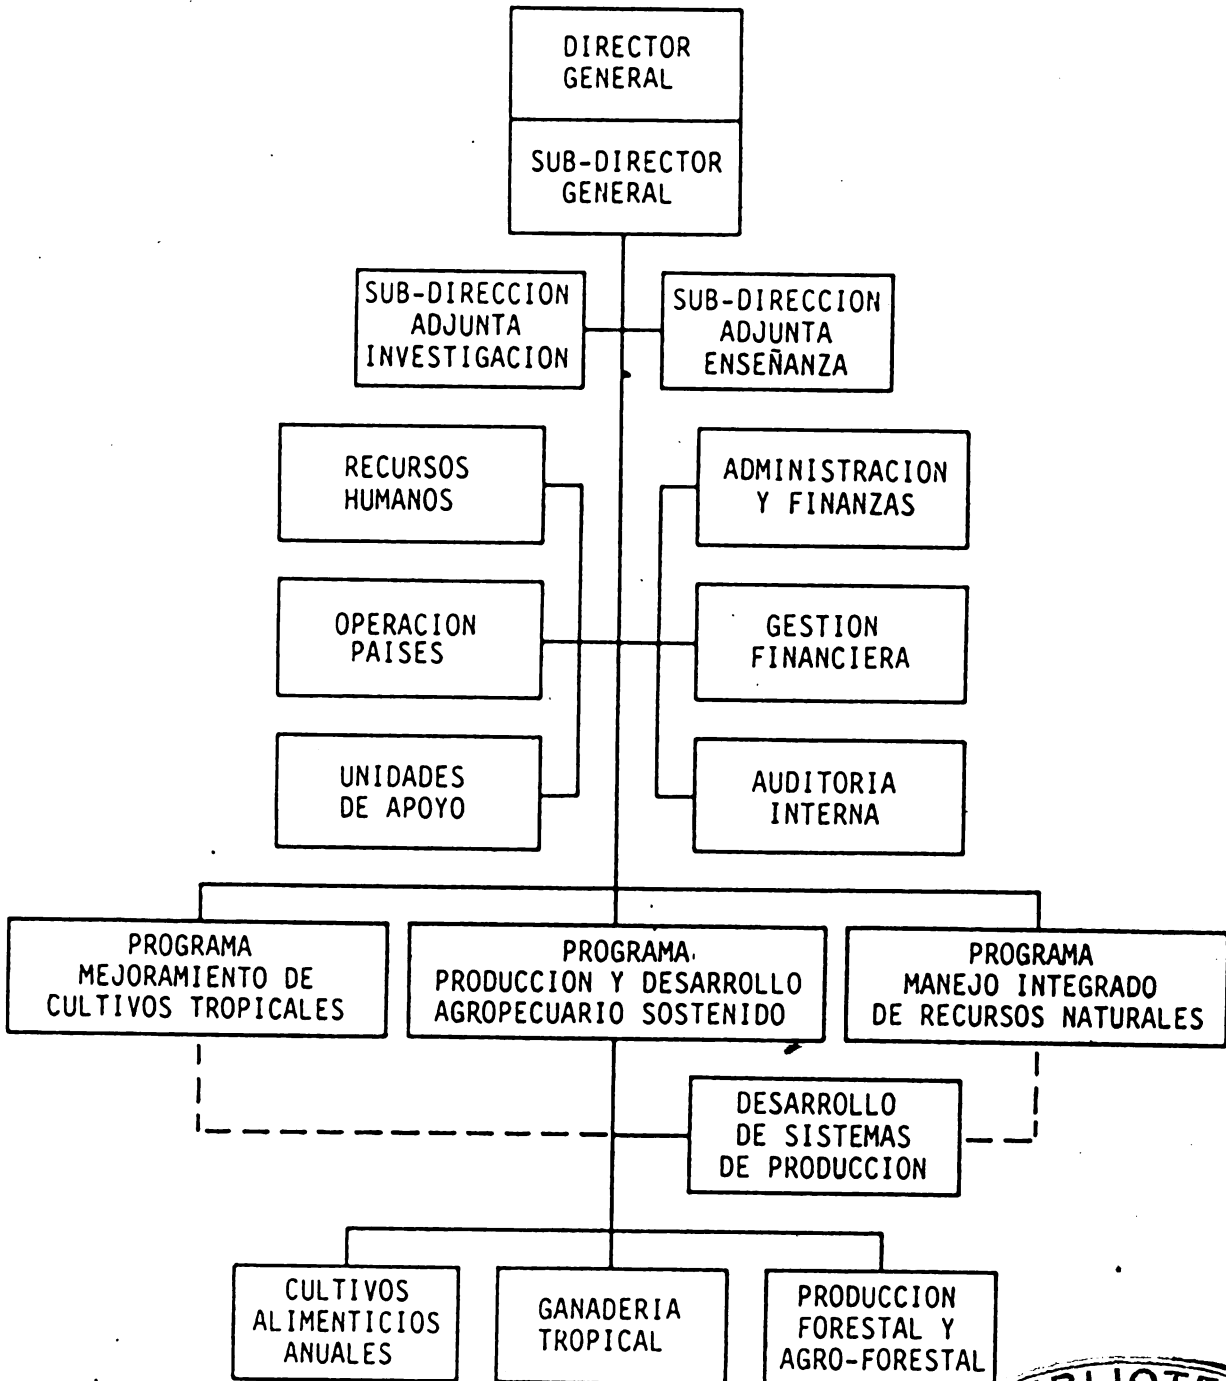 DIRECTOR
GENERAL
SUB-DIRECTOR
GENERAL
SUB-DIRECCION
ADJUNTA
INVESTIGACION
SUB-DIRECCION
ADJUNTA
ENSEÑANZA
RECURSOS
HUMANOS
ADMINISTRACION
Y FINANZAS
OPERACION
PAISES
GESTION
FINANCIERA
UNIDADES
DE APOYO
AUDITORIA
INTERNA
PROGRAMA
MEJORAMIENTO DE
CULTIVOS TROPICALES
PROGRAMA
PRODUCCION Y DESARROLLO
AGROPECUARIO SOSTENIDO
PROGRAMA
MANEJO INTEGRADO
DE RECURSOS NATURALES
DESARROLLO
DE SISTEMAS
DE PRODUCCION
CULTIVOS
ALIMENTICIOS
ANUALES
GANADERIA
TROPICAL
PRODUCCION
FORESTAL Y
AGRO-FORESTAL